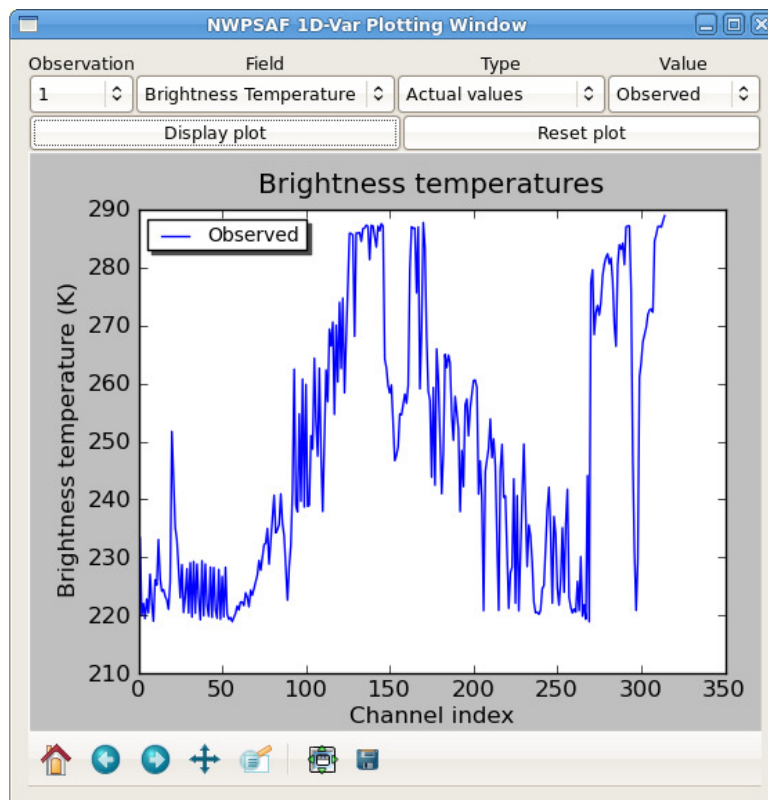 NWPSAF 1D-Var Plotting Window
Observation Field Type Value
1 Brightness Temperature Actual values Observed
Display plot Reset plot
Brightness temperatures
Observed
Brightness temperature (K)
290
280
270
260
250
240
230
220
210
0 50 100 150 200 250 300 350
Channel index